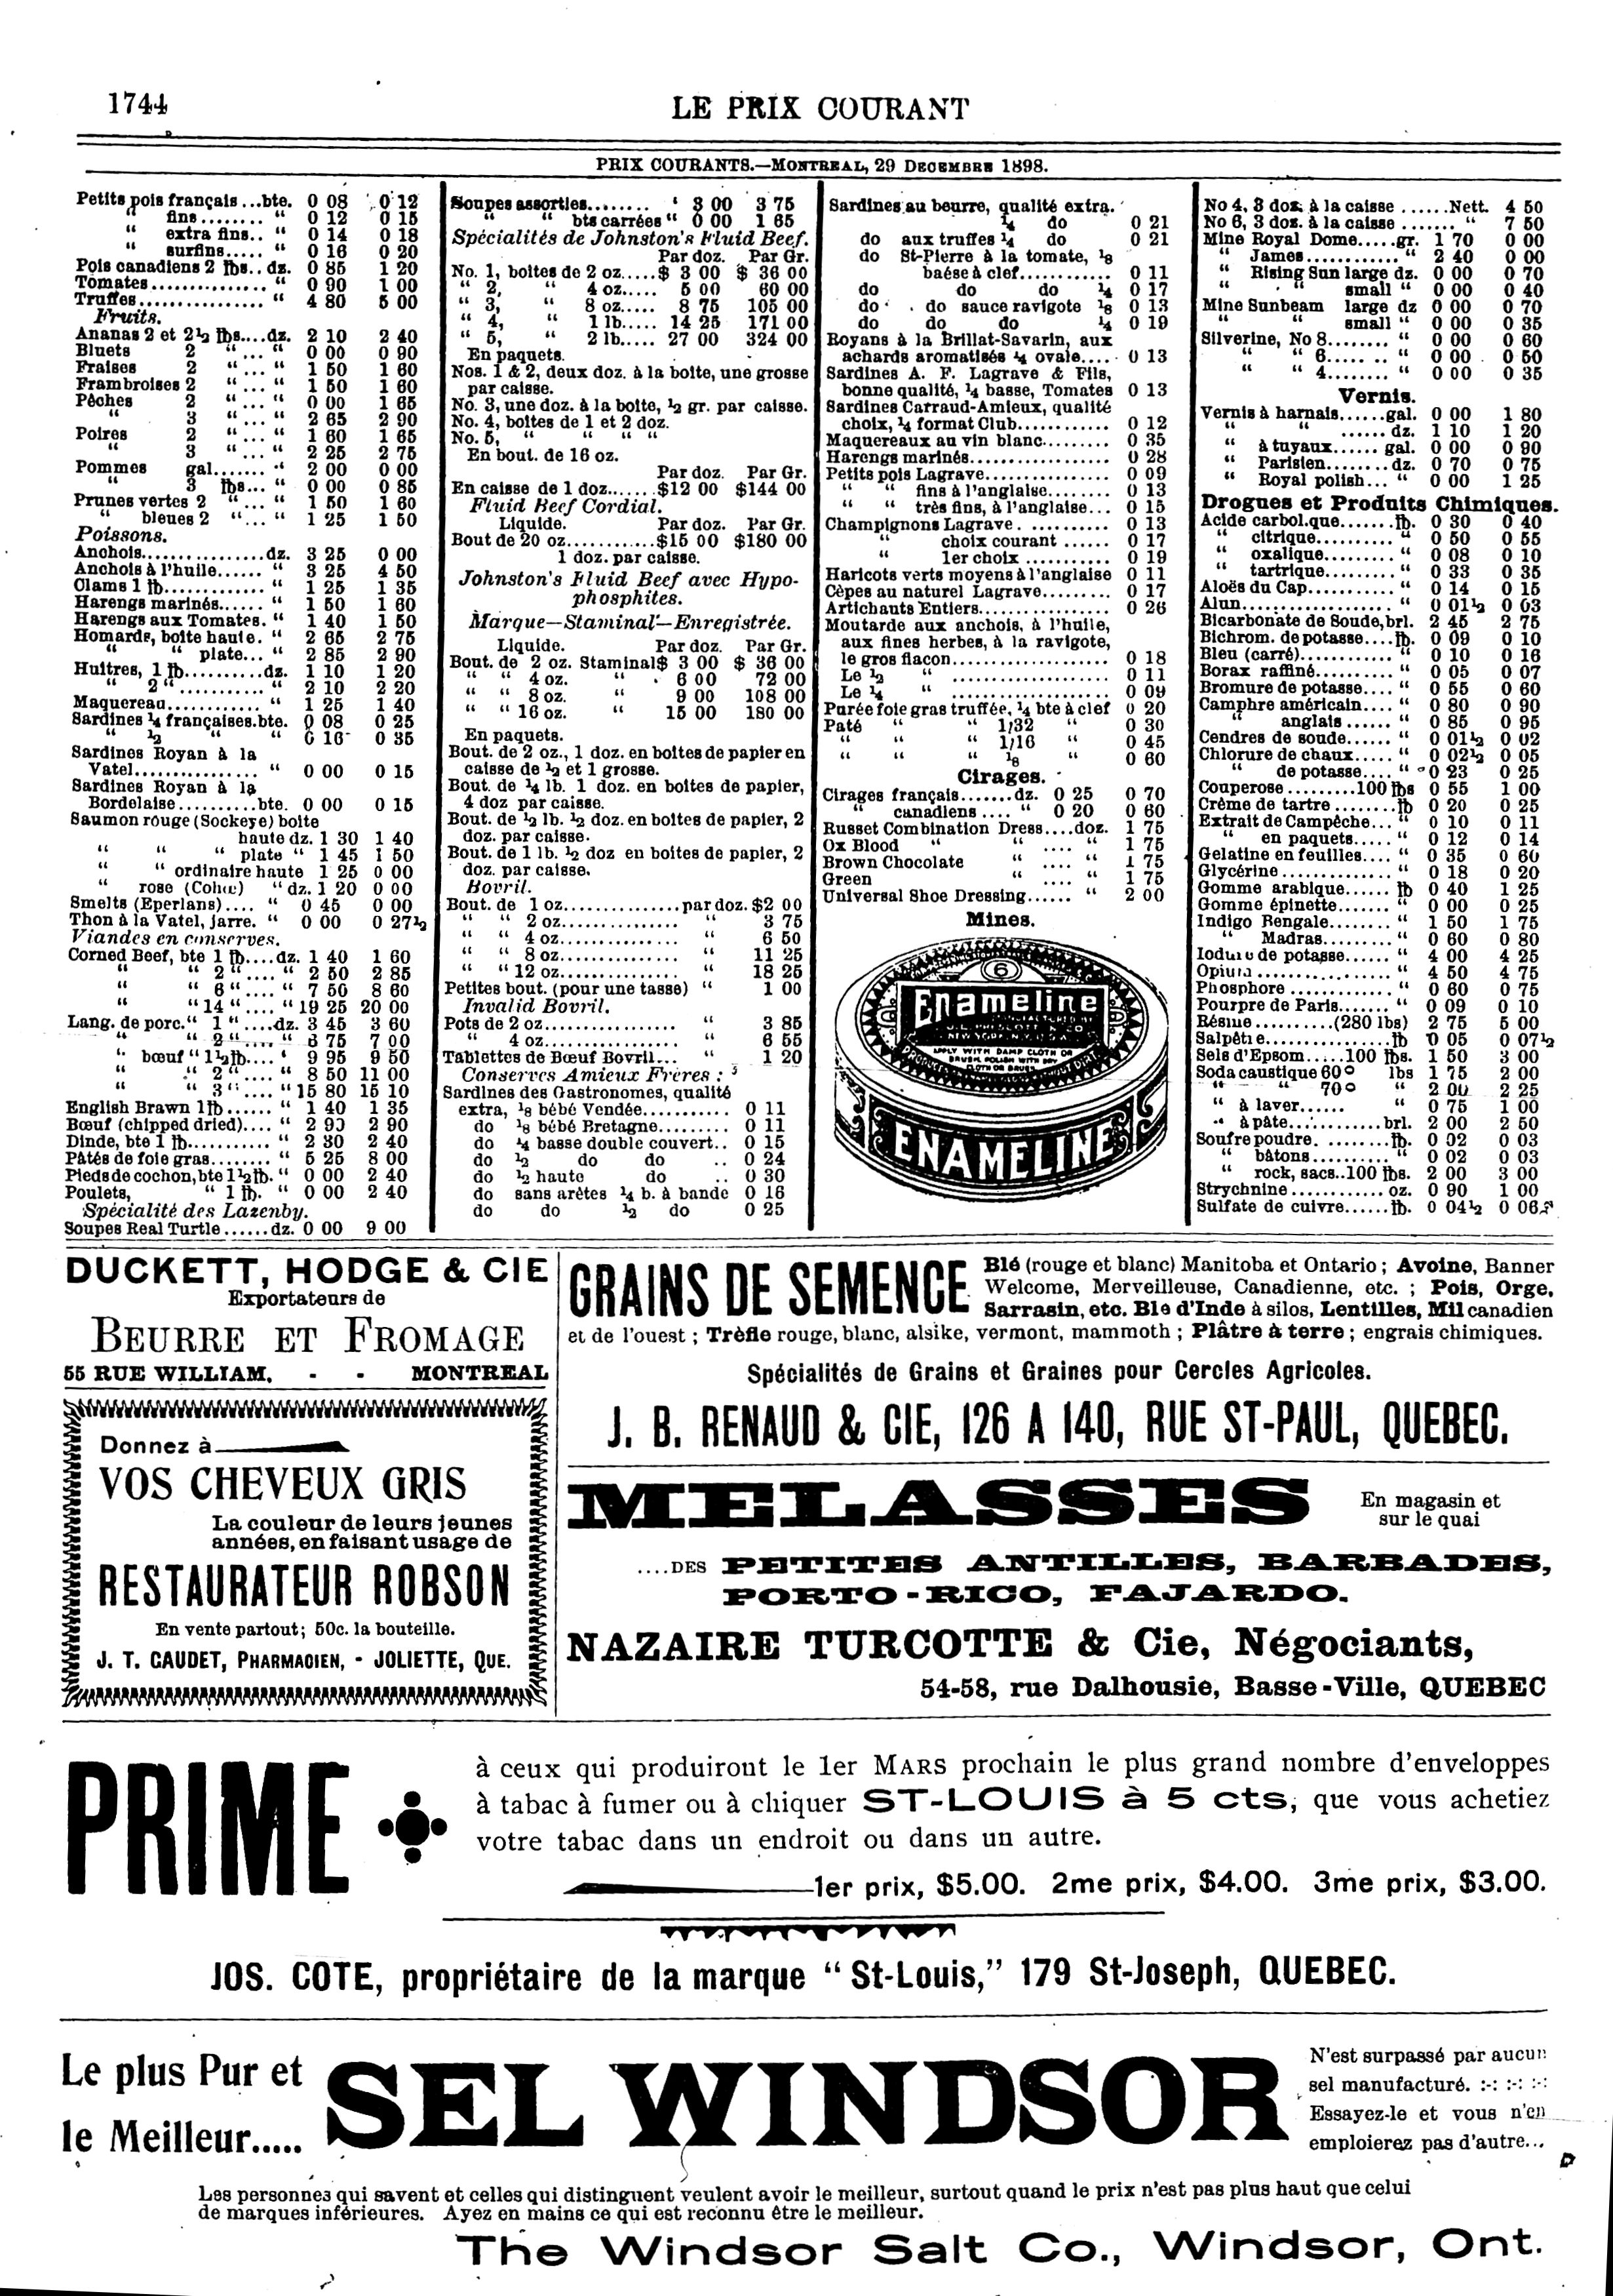 1744
LE PRIX COURANT
PRIX COURANTS.—MONTREAL, 29 DECEMBRE 1898.
Petits pois français...bte. 0 08 0 12
" fins........ " 0 12 0 15
" extra fins.. " 0 14 0 18
" surfins..... " 0 16 0 20
Pois canadiens 2 lbs.. dz. 0 85 1 20
Tomates............... " 0 90 1 00
Truffes................ " 4 80 5 00
Fruits.
Ananas 2 et 2½ lbs....dz. 2 10 2 40
Bluets 2 "... " 0 00 0 90
Fraises 2 "... " 1 50 1 60
Frambroises 2 "... " 1 50 1 60
Pêches 2 "... " 0 00 1 65
" 3 "... " 2 65 2 90
Poires 2 "... " 1 60 1 65
" 3 "... " 2 25 2 75
Pommes gal....... " 2 00 0 00
" 3 lbs... " 0 00 0 85
Prunes vertes 2 "... " 1 50 1 60
" bleues 2 "... " 1 25 1 50
Poissons.
Anchois...............dz. 3 25 0 00
Anchois à l'huile...... " 3 25 4 50
Clams 1 lb............ " 1 25 1 35
Harengs marinés...... " 1 50 1 60
Harengs aux Tomates. " 1 40 1 50
Homards, boîte haute. " 2 65 2 75
" " plate... " 2 85 2 90
Huîtres, 1 lb..........dz. 1 10 1 20
" 2 "........... " 2 10 2 20
Maquereau............ " 1 25 1 40
Sardines ¼ françaises.bte. 0 08 0 25
" ½ " " 0 16 0 35
Sardines Royan à la
Vatel................ " 0 00 0 15
Sardines Royan à la
Bordelaise..........bte. 0 00 0 15
Saumon rouge (Sockeye) boîte
haute dz. 1 30 1 40
" " " plate " 1 45 1 50
" " ordinaire haute 1 25 0 00
" rose (Cohoe) " dz. 1 20 0 00
Smelts (Eperlans).... " 0 45 0 00
Thon à la Vatel, jarre. " 0 00 0 27½
Viandes en conserves.
Corned Beef, bte 1 lb....dz. 1 40 1 60
" " 2 ".... " 2 50 2 85
" " 6 ".... " 7 50 8 60
" " 14 ".... " 19 25 20 00
Lang. de porc. " 1 "....dz. 3 45 3 60
" " 2 ".... " 6 75 7 00
" bœuf " 1½ lb.... " 9 95 9 50
" " 2 ".... " 8 50 11 00
" " 3 ".... " 15 80 15 10
English Brawn 1 lb...... " 1 40 1 35
Bœuf (chipped dried).... " 2 90 2 90
Dinde, bte 1 lb........... " 2 30 2 40
Pâtés de foie gras........ " 5 25 8 00
Pieds de cochon, bte 1½ lb. " 0 00 2 40
Poulets, " 1 lb. " 0 00 2 40
Spécialité des Lazenby.
Soupes Real Turtle......dz. 0 00 9 00
Soupes assorties........ " 3 00 3 75
" " bts carrées " 0 00 1 65
Spécialités de Johnston's Fluid Beef.
Par doz. Par Gr.
No. 1, boîtes de 2 oz.....$ 3 00 $ 36 00
" 2, " 4 oz..... 5 00 60 00
" 3, " 8 oz..... 8 75 105 00
" 4, " 1 lb..... 14 25 171 00
" 5, " 2 lb..... 27 00 324 00
En paquets.
Nos. 1 & 2, deux doz. à la boîte, une grosse
par caisse.
No. 3, une doz. à la boîte, ½ gr. par caisse.
No. 4, boîtes de 1 et 2 doz.
No. 5, " " " "
En bout. de 16 oz.
Par doz. Par Gr.
En caisse de 1 doz......$12 00 $144 00
Fluid Beef Cordial.
Liquide. Par doz. Par Gr.
Bout de 20 oz............$15 00 $180 00
1 doz. par caisse.
Johnston's Fluid Beef avec Hypo-
phosphites.
Marque—Staminal—Enregistrée.
Liquide. Par doz. Par Gr.
Bout. de 2 oz. Staminal $ 3 00 $ 36 00
" " 4 oz. " 6 00 72 00
" " 8 oz. " 9 00 108 00
" " 16 oz. " 15 00 180 00
En paquets.
Bout. de 2 oz., 1 doz. en boîtes de papier en
caisse de ½ et 1 grosse.
Bout. de ¼ lb. 1 doz. en boîtes de papier,
4 doz par caisse.
Bout. de ½ lb. ½ doz. en boîtes de papier, 2
doz. par caisse.
Bout. de 1 lb. ½ doz en boîtes de papier, 2
doz. par caisse.
Bovril.
Bout. de 1 oz...............par doz. $2 00
" " 2 oz............... " 3 75
" " 4 oz............... " 6 50
" " 8 oz............... " 11 25
" " 12 oz............... " 18 25
Petites bout. (pour une tasse) " 1 00
Invalid Bovril.
Pots de 2 oz................. " 3 85
" 4 oz................. " 6 55
Tablettes de Bœuf Bovril... " 1 20
Conserves Amieux Frères :
Sardines des Gastronomes, qualité
extra, ⅛ bébé Vendée........... 0 11
do ⅛ bébé Bretagne......... 0 11
do ¼ basse double couvert.. 0 15
do ½ do do .. 0 24
do ½ haute do .. 0 30
do sans arètes ¼ b. à bande 0 16
do do ½ do 0 25
Sardines au beurre, qualité extra.
¼ do 0 21
do aux truffes ¼ do 0 21
do St-Pierre à la tomate, ⅛
baése à clef............ 0 11
do do do ¼ 0 17
do do sauce ravigote ⅛ 0 13
do do do ¼ 0 19
Royans à la Brillat-Savarin, aux
achards aromatisés ¼ ovale.... 0 13
Sardines A. F. Lagrave & Fils,
bonne qualité, ¼ basse, Tomates 0 13
Sardines Carraud-Amieux, qualité
choix, ¼ format Club............ 0 12
Maquereaux au vin blanc......... 0 35
Harengs marinés.................. 0 28
Petits pois Lagrave................ 0 09
" " fins à l'anglaise........ 0 13
" " très fins, à l'anglaise... 0 15
Champignons Lagrave. .......... 0 13
" choix courant ...... 0 17
" 1er choix ........... 0 19
Haricots verts moyens à l'anglaise 0 11
Cèpes au naturel Lagrave......... 0 17
Artichauts Entiers................ 0 26
Moutarde aux anchois, à l'huile,
aux fines herbes, à la ravigote,
le gros flacon.................... 0 18
Le ½ " .................... 0 11
Le ¼ " .................... 0 09
Purée foie gras truffée, ¼ bte à clef 0 20
Paté " " 1/32 " 0 30
" " " 1/16 " 0 45
" " " ⅛ " 0 60
Cirages.
Cirages français.......dz. 0 25 0 70
" canadiens .... " 0 20 0 60
Russet Combination Dress....doz. 1 75
Ox Blood " .... " 1 75
Brown Chocolate " .... " 1 75
Green " .... " 1 75
Universal Shoe Dressing...... " 2 00
Mines.
6
Enameline
APPLY WITH DAMP CLOTH OR
BRUSH. POLISH WITH DRY
CLOTH OR BRUSH.
ENAMELINE
No 4, 3 doz. à la caisse ......Nett. 4 50
No 6, 3 doz. à la caisse ....... " 7 50
Mine Royal Dome.....gr. 1 70 0 00
" James............ " 2 40 0 00
" Rising Sun large dz. 0 00 0 70
" " small " 0 00 0 40
Mine Sunbeam large dz 0 00 0 70
" " small " 0 00 0 35
Silverine, No 8........ " 0 00 0 60
" " 6........ " 0 00 0 50
" " 4........ " 0 00 0 35
Vernis.
Vernis à harnais......gal. 0 00 1 80
" " ...... dz. 1 10 1 20
" à tuyaux...... gal. 0 00 0 90
" Parisien........dz. 0 70 0 75
" Royal polish... " 0 00 1 25
Drogues et Produits Chimiques.
Acide carbol.que.......lb. 0 30 0 40
" citrique.......... " 0 50 0 55
" oxalique......... " 0 08 0 10
" tartrique......... " 0 33 0 35
Aloës du Cap........... " 0 14 0 15
Alun.................... " 0 01½ 0 03
Bicarbonate de Soude, brl. 2 45 2 75
Bichrom. de potasse....lb. 0 09 0 10
Bleu (carré)............ " 0 10 0 16
Borax raffiné.......... " 0 05 0 07
Bromure de potasse.... " 0 55 0 60
Camphre américain.... " 0 80 0 90
" anglais ...... " 0 85 0 95
Cendres de soude...... " 0 01½ 0 02
Chlorure de chaux..... " 0 02½ 0 05
" de potasse.... " 0 23 0 25
Couperose .........100 lbs 0 55 1 00
Crême de tartre ........lb 0 20 0 25
Extrait de Campêche... " 0 10 0 11
" en paquets..... " 0 12 0 14
Gelatine en feuilles.... " 0 35 0 60
Glycérine .............. " 0 18 0 20
Gomme arabique...... lb 0 40 1 25
Gomme épinette....... " 0 00 0 25
Indigo Bengale......... " 1 50 1 75
" Madras......... " 0 60 0 80
Iodure de potasse...... " 4 00 4 25
Opium ................. " 4 50 4 75
Phosphore ............. " 0 60 0 75
Pourpre de Paris....... " 0 09 0 10
Résine..........(280 lbs) 2 75 5 00
Salpêtre.................lb 0 05 0 07½
Sels d'Epsom.....100 lbs. 1 50 3 00
Soda caustique 60° lbs 1 75 2 00
" " 70° " 2 00 2 25
" à laver...... " 0 75 1 00
" à pâte...........brl. 2 00 2 50
Soufre poudre. ........lb. 0 02 0 03
" bâtons........... " 0 02 0 03
" rock, sacs..100 lbs. 2 00 3 00
Strychnine............ oz. 0 90 1 00
Sulfate de cuivre......lb. 0 04½ 0 06
DUCKETT, HODGE & CIE
Exportateurs de
BEURRE ET FROMAGE
55 RUE WILLIAM, - - MONTREAL
Donnez à
VOS CHEVEUX GRIS
La couleur de leurs jeunes
années, en faisant usage de
RESTAURATEUR ROBSON
En vente partout; 50c. la bouteille.
J. T. GAUDET, PHARMACIEN, - JOLIETTE, QUE.
GRAINS DE SEMENCE
Blé (rouge et blanc) Manitoba et Ontario ; Avoine, Banner
Welcome, Merveilleuse, Canadienne, etc. ; Pois, Orge,
Sarrasin, etc. Ble d'Inde à silos, Lentilles, Mil canadien
et de l'ouest ; Trèfle rouge, blanc, alsike, vermont, mammoth ; Plâtre à terre ; engrais chimiques.
Spécialités de Grains et Graines pour Cercles Agricoles.
J. B. RENAUD & CIE, 126 A 140, RUE ST-PAUL, QUEBEC.
MELASSES
En magasin et
sur le quai
....DES PETITES ANTILLES, BARBADES,
PORTO-RICO, FAJARDO.
NAZAIRE TURCOTTE & Cie, Négociants,
54-58, rue Dalhousie, Basse-Ville, QUEBEC
PRIME
à ceux qui produiront le 1er MARS prochain le plus grand nombre d'enveloppes
à tabac à fumer ou à chiquer ST-LOUIS à 5 cts, que vous achetiez
votre tabac dans un endroit ou dans un autre.
1er prix, $5.00. 2me prix, $4.00. 3me prix, $3.00.
JOS. COTE, propriétaire de la marque "St-Louis," 179 St-Joseph, QUEBEC.
Le plus Pur et
le Meilleur.....
SEL WINDSOR
N'est surpassé par aucun
sel manufacturé. :-: :-: :-:
Essayez-le et vous n'en
emploierez pas d'autre...
Les personnes qui savent et celles qui distinguent veulent avoir le meilleur, surtout quand le prix n'est pas plus haut que celui
de marques inférieures. Ayez en mains ce qui est reconnu être le meilleur.
The Windsor Salt Co., Windsor, Ont.